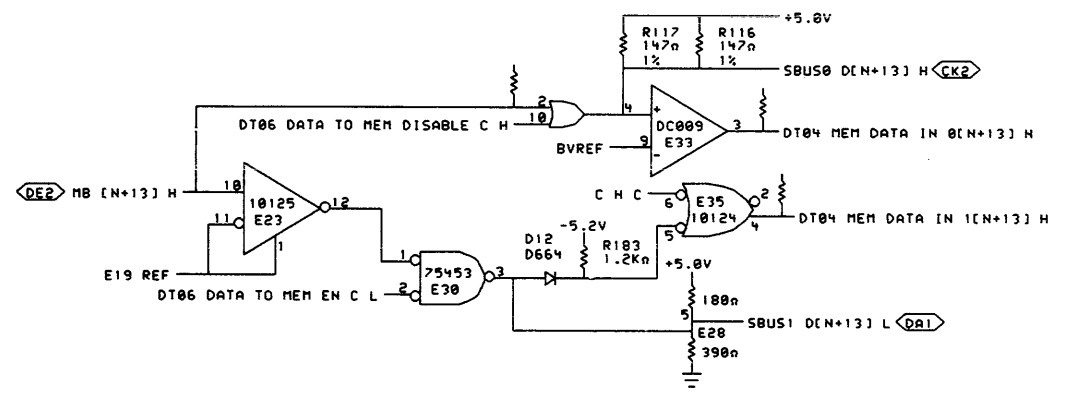 +5.0V
R117
147Ω
1%
R116
147Ω
1%
SBUS0 D[N+13] H CK2
2
10
DT06 DATA TO MEM DISABLE C H
4
+
DC009
E33
3
DT04 MEM DATA IN 0[N+13] H
BVREF
9
-
DE2 MB [N+13] H
10
10125
E23
12
11
1
E19 REF
C H C
6
E35
10124
2
4
5
DT04 MEM DATA IN 1[N+13] H
D12
D664
-5.2V
R183
1.2KΩ
1
75453
E30
3
2
DT06 DATA TO MEM EN C L
+5.0V
180Ω
5
SBUS1 D[N+13] L DA1
E28
390Ω